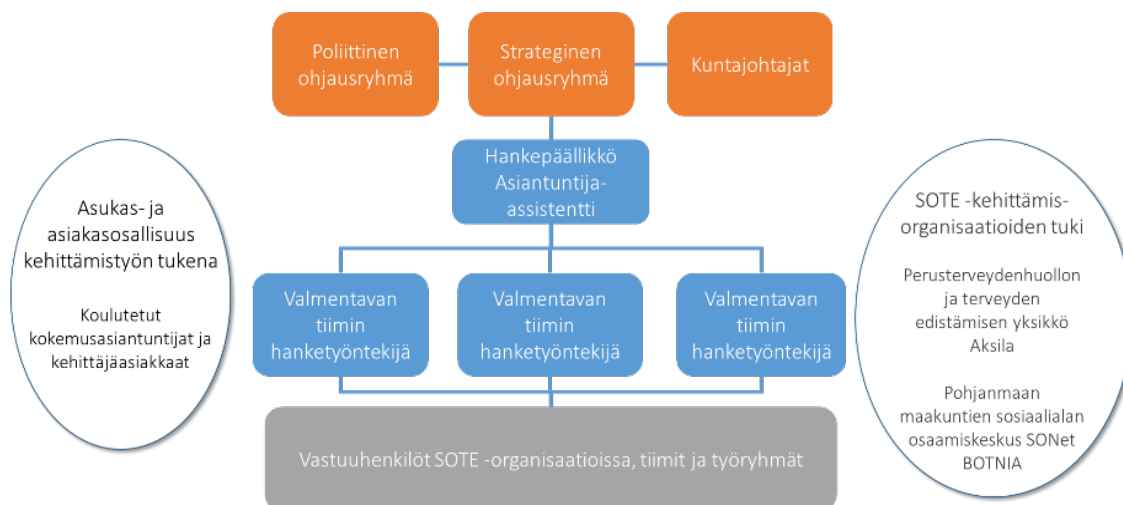 Poliittinen
ohjausryhmä
Strateginen
ohjausryhmä
Kuntajohtajat
Hankepäällikkö
Asiantuntija-
assistentti
Asukas- ja
asiakasosallisuus
kehittämistyön tukena
Koulutetut
kokemusasiantuntijat ja
kehittäjäasiakkaat
Valmentavan
tiimin
hanketyöntekijä
Valmentavan
tiimin
hanketyöntekijä
Valmentavan
tiimin
hanketyöntekijä
SOTE -kehittämis-
organisaatioiden tuki
Perusterveydenhuollon
ja terveyden
edistämisen yksikkö
Aksila
Pohjanmaan
maakuntien sosiaalialan
osaamiskeskus SONet
BOTNIA
Vastuuhenkilöt SOTE -organisaatioissa, tiimit ja työryhmät